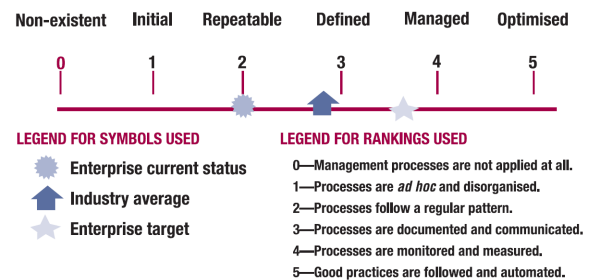 Non-existent Initial Repeatable Defined Managed Optimised
0 1 2 3 4 5
LEGEND FOR SYMBOLS USED
Enterprise current status
Industry average
Enterprise target
LEGEND FOR RANKINGS USED
0—Management processes are not applied at all.
1—Processes are ad hoc and disorganised.
2—Processes follow a regular pattern.
3—Processes are documented and communicated.
4—Processes are monitored and measured.
5—Good practices are followed and automated.